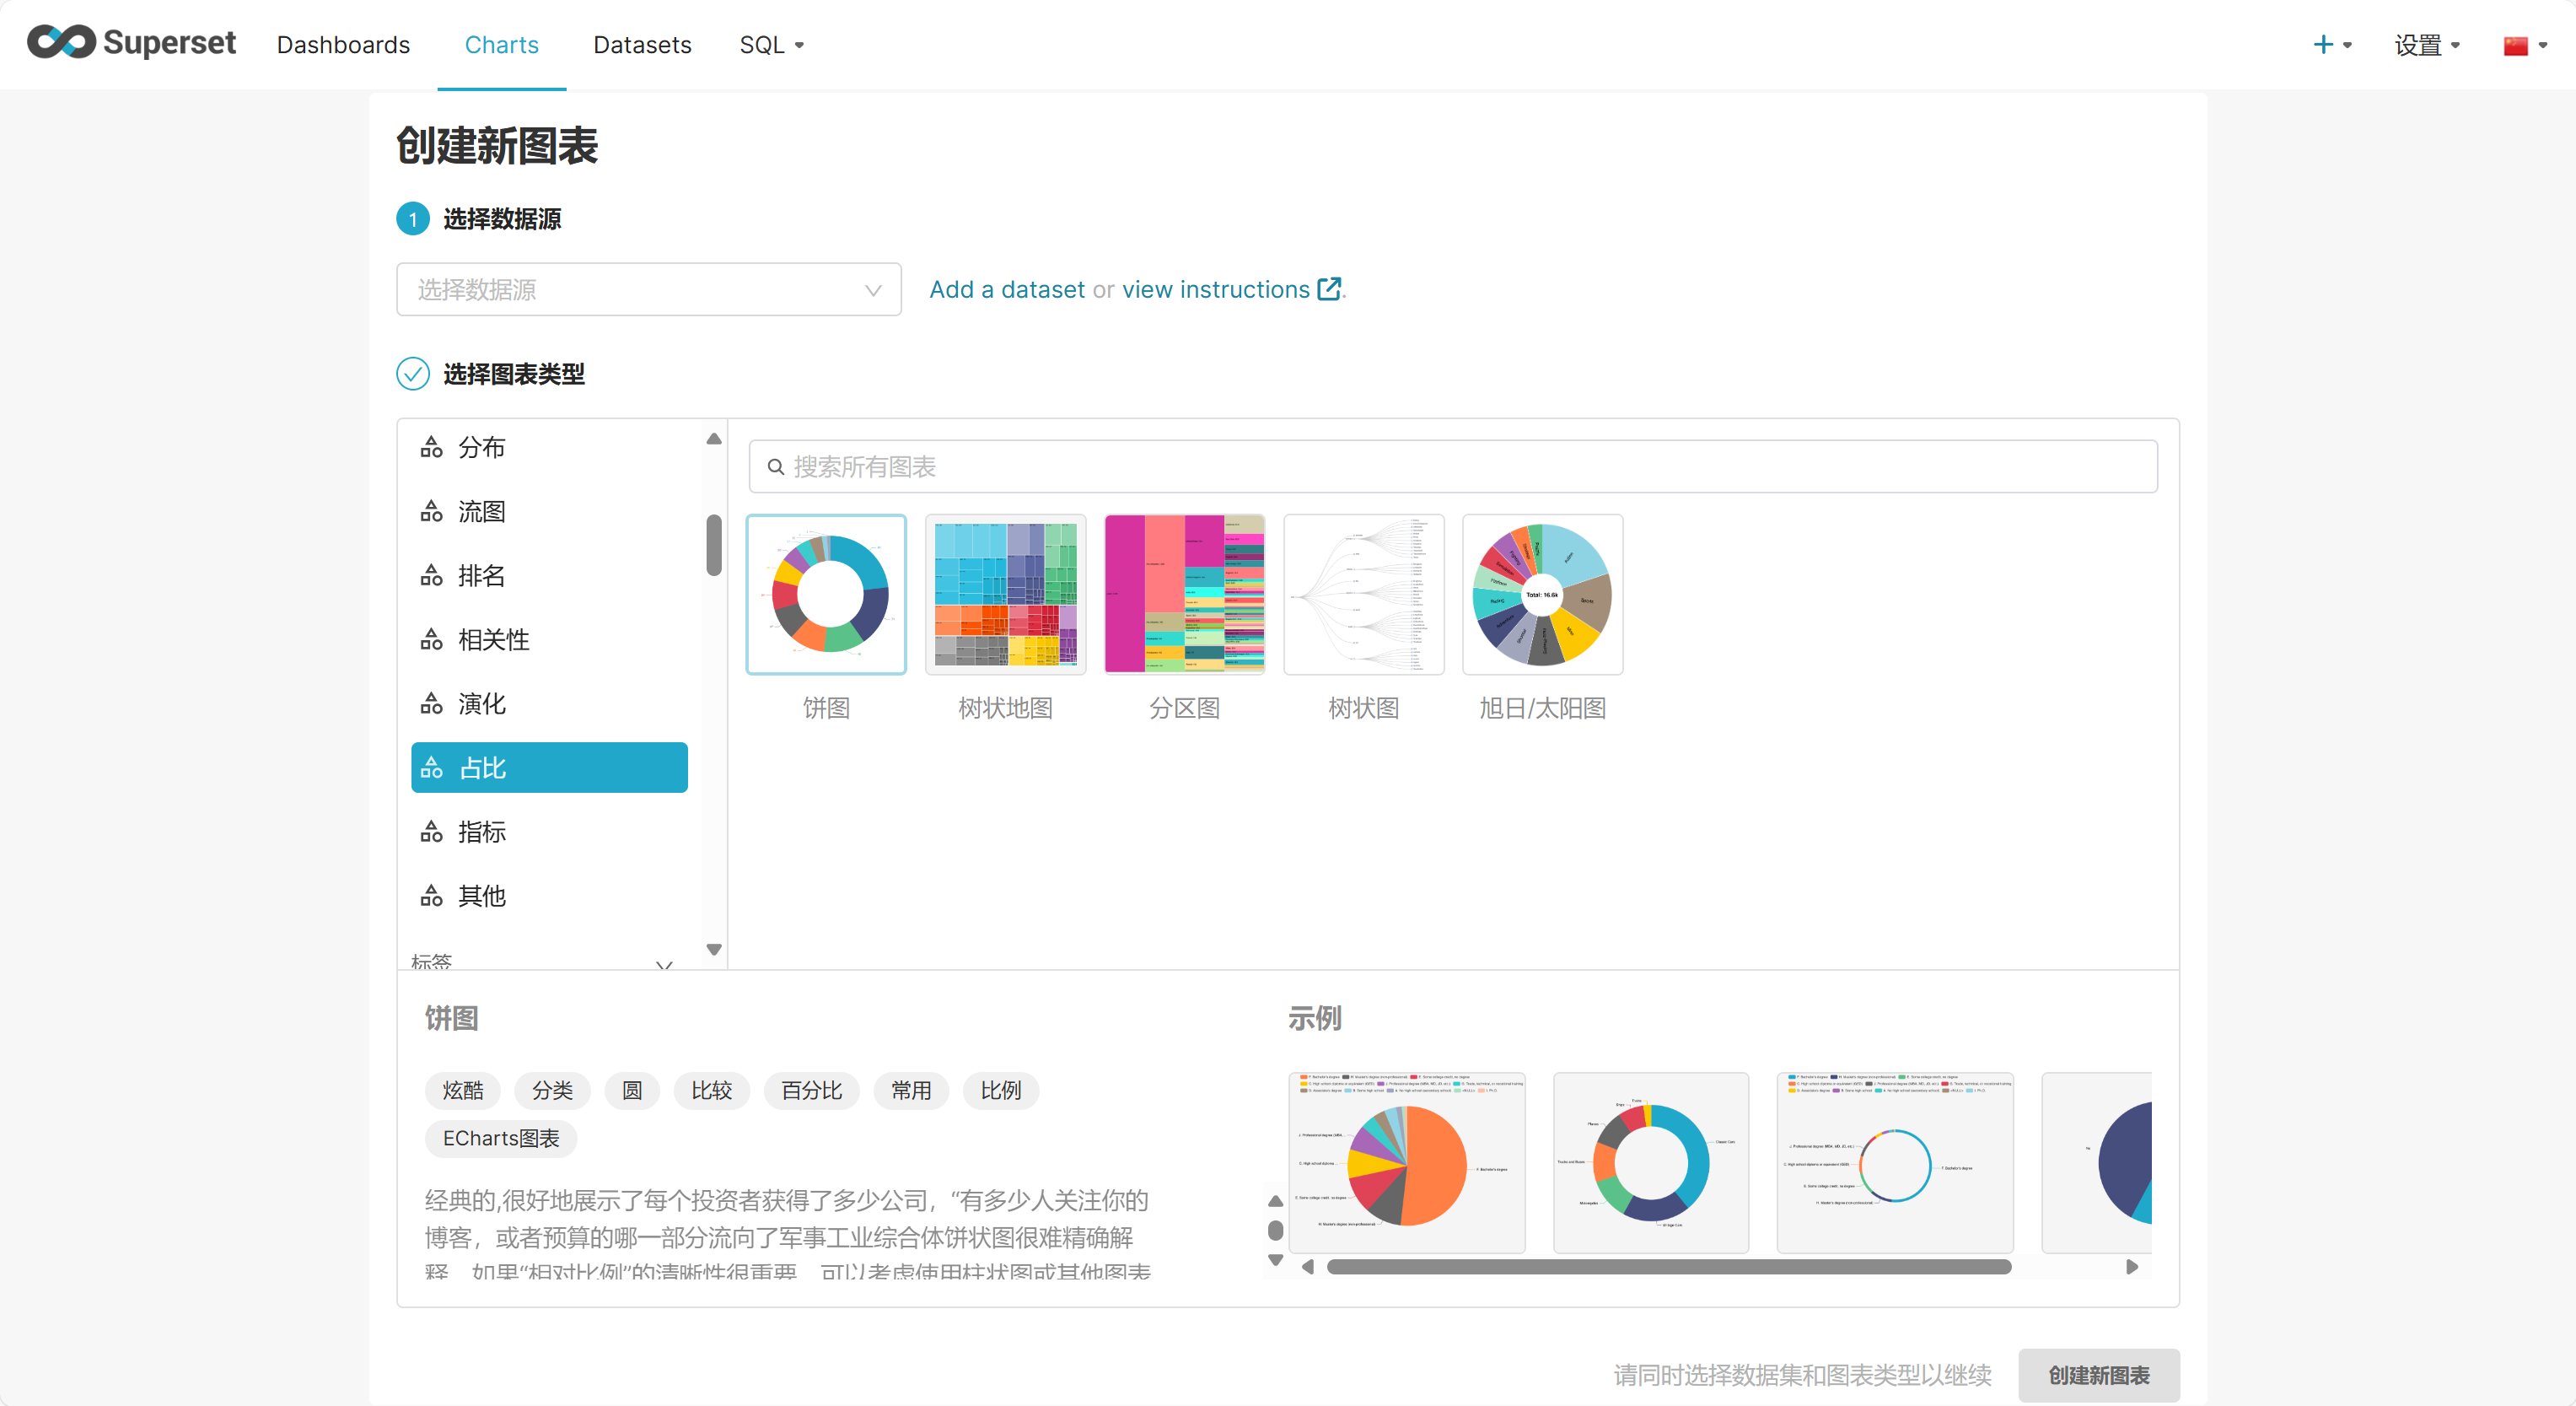 Superset Dashboards Charts Datasets SQL 设置
创建新图表
1 选择数据源
选择数据源 Add a dataset or view instructions.
选择图表类型
分布
流图
排名
相关性
演化
占比
指标
其他
标签
搜索所有图表
Total: 16.6k
饼图 树状地图 分区图 树状图 旭日/太阳图
饼图
炫酷 分类 圆 比较 百分比 常用 比例
ECharts图表
经典的,很好地展示了每个投资者获得了多少公司，“有多少人关注你的
博客，或者预算的哪一部分流向了军事工业综合体饼状图很难精确解
释。如果“相对比例”的清晰性很重要，可以考虑使用柱状图或其他图表
示例
请同时选择数据集和图表类型以继续 创建新图表